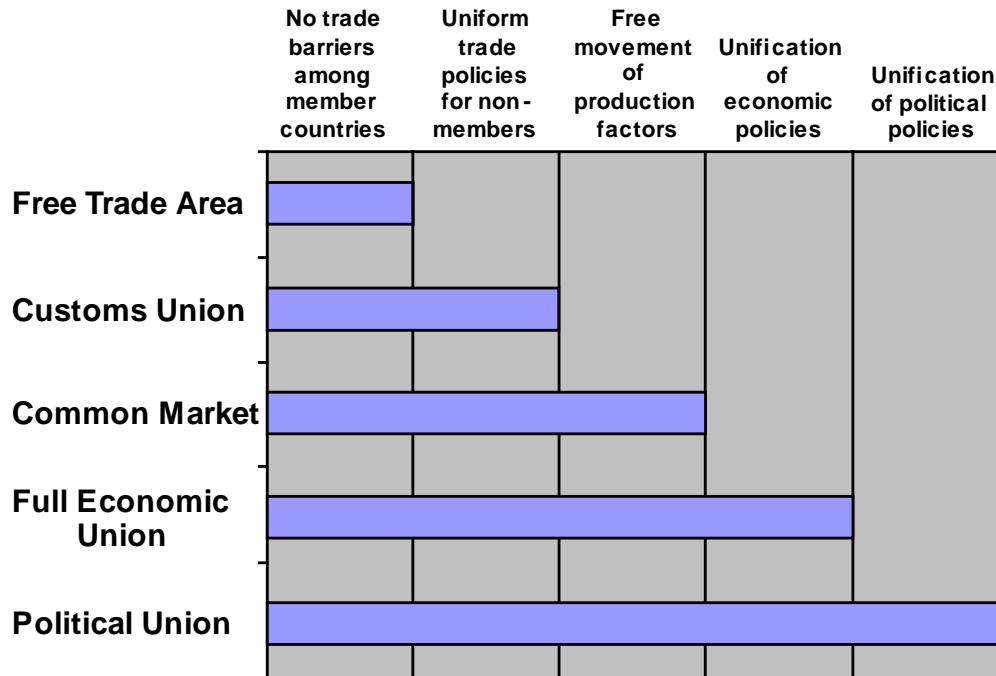 No trade
barriers
among
member
countries
Uniform
trade
policies
for non-
members
Free
movement
of
production
factors
Unification
of
economic
policies
Unification
of political
policies
Free Trade Area
Customs Union
Common Market
Full Economic
Union
Political Union